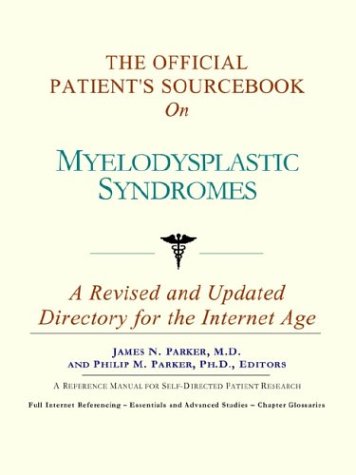 THE OFFICIAL
PATIENT'S SOURCEBOOK
On
MYELODYSPLASTIC
SYNDROMES
A Revised and Updated
Directory for the Internet Age
JAMES N. PARKER, M.D.
AND PHILIP M. PARKER, PH.D., EDITORS
A REFERENCE MANUAL FOR SELF-DIRECTED PATIENT RESEARCH
Full Internet Referencing ~ Essentials and Advanced Studies ~ Chapter Glossaries